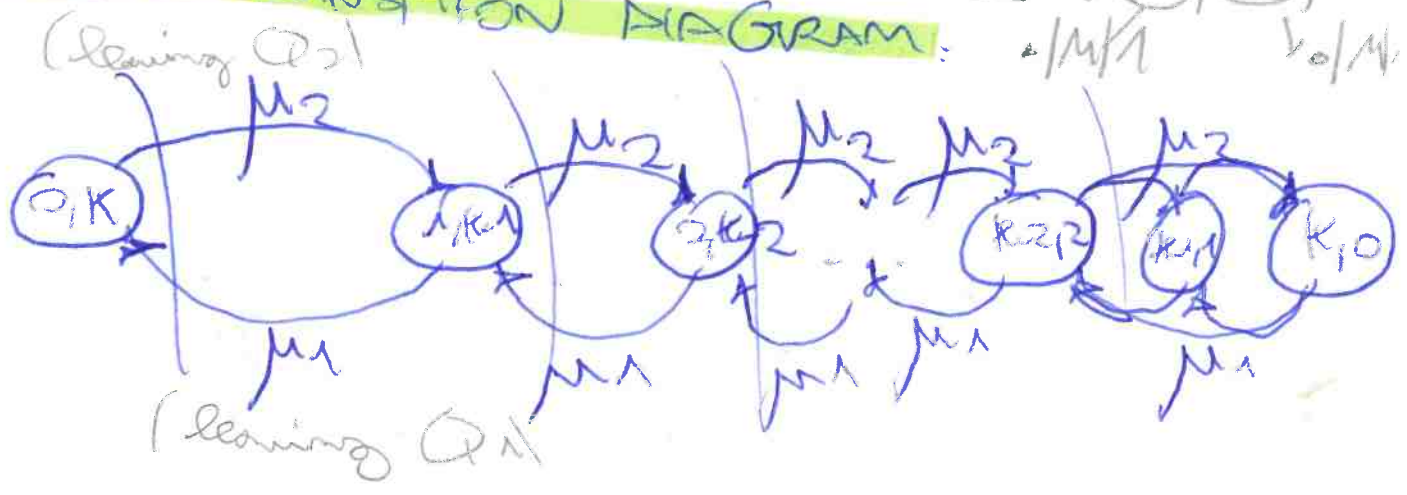 DIAGRAM:
(leaving Q2) ·/M/1
μ2 μ2 μ2 μ2 μ2
0,K 1,K-1 2,K-2 ... K-2,2 K-1,1 K,0
μ1 μ1 μ1 μ1 μ1
(leaving Q1)